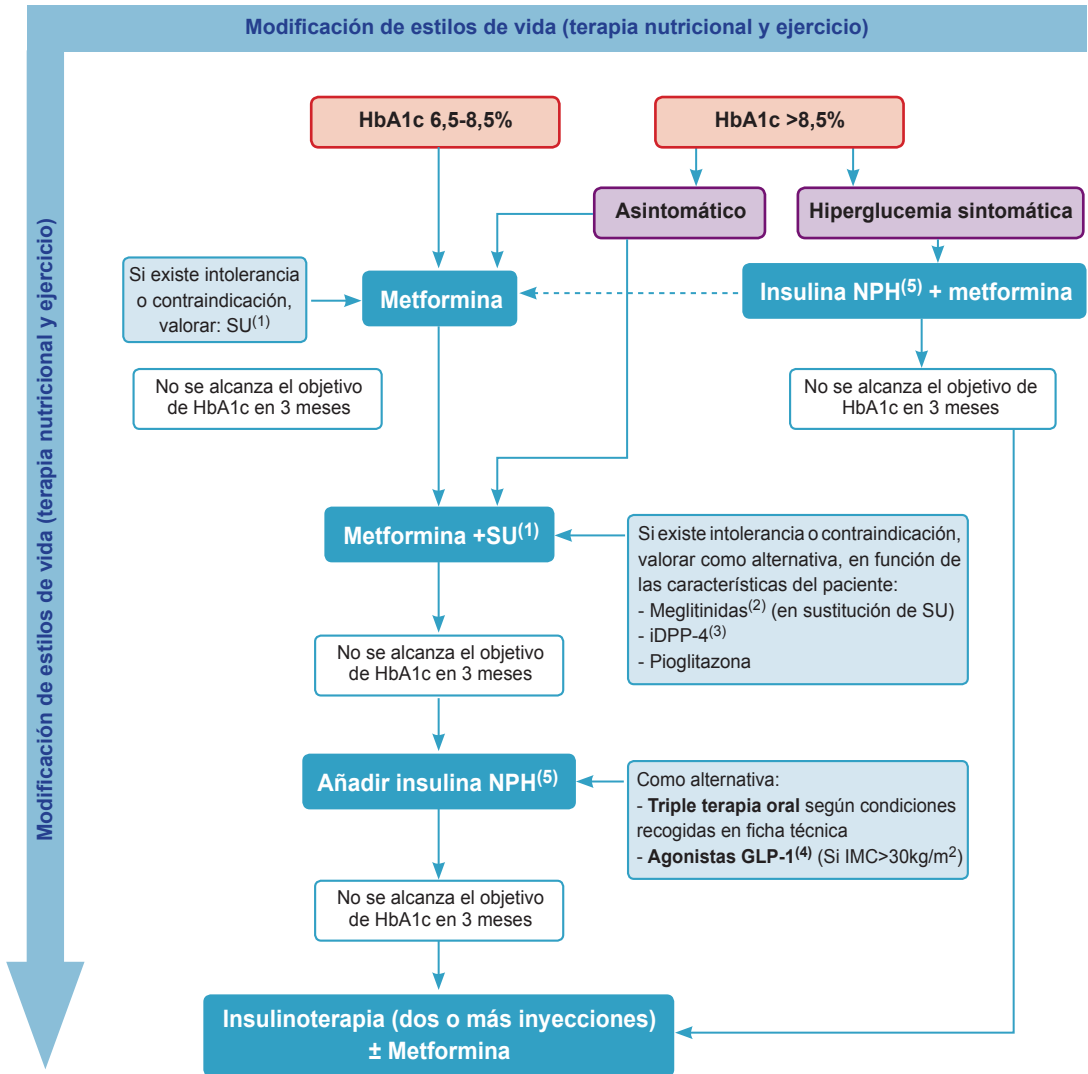 Modificación de estilos de vida (terapia nutricional y ejercicio)
Modificación de estilos de vida (terapia nutricional y ejercicio)
HbA1c 6,5-8,5%
HbA1c >8,5%
Asintomático
Hiperglucemia sintomática
Si existe intolerancia
o contraindicación,
valorar: SU(1)
Metformina
Insulina NPH(5) + metformina
No se alcanza el objetivo
de HbA1c en 3 meses
No se alcanza el objetivo de
HbA1c en 3 meses
Metformina +SU(1)
Si existe intolerancia o contraindicación,
valorar como alternativa, en función de
las características del paciente:
- Meglitinidas(2) (en sustitución de SU)
- iDPP-4(3)
- Pioglitazona
No se alcanza el objetivo
de HbA1c en 3 meses
Añadir insulina NPH(5)
Como alternativa:
- Triple terapia oral según condiciones
recogidas en ficha técnica
- Agonistas GLP-1(4) (Si IMC>30kg/m2)
No se alcanza el objetivo
de HbA1c en 3 meses
Insulinoterapia (dos o más inyecciones)
± Metformina